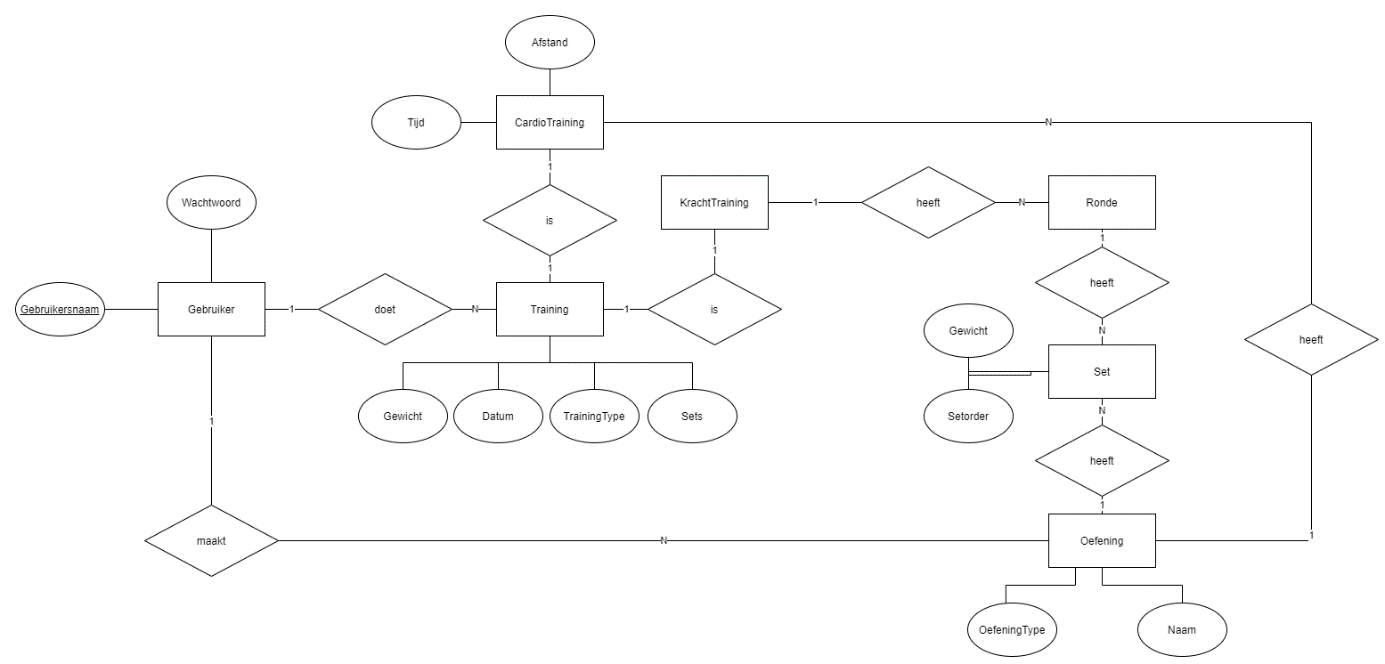 Afstand
Tijd
CardioTraining
N
1
Wachtwoord
KrachtTraining
1
heeft
N
Ronde
is
1
1
1
heeft
Gebruikersnaam
Gebruiker
1
doet
N
Training
1
is
N
Gewicht
heeft
Set
Gewicht
Datum
TrainingType
Sets
Setorder
N
1
heeft
1
1
maakt
N
Oefening
OefeningType
Naam